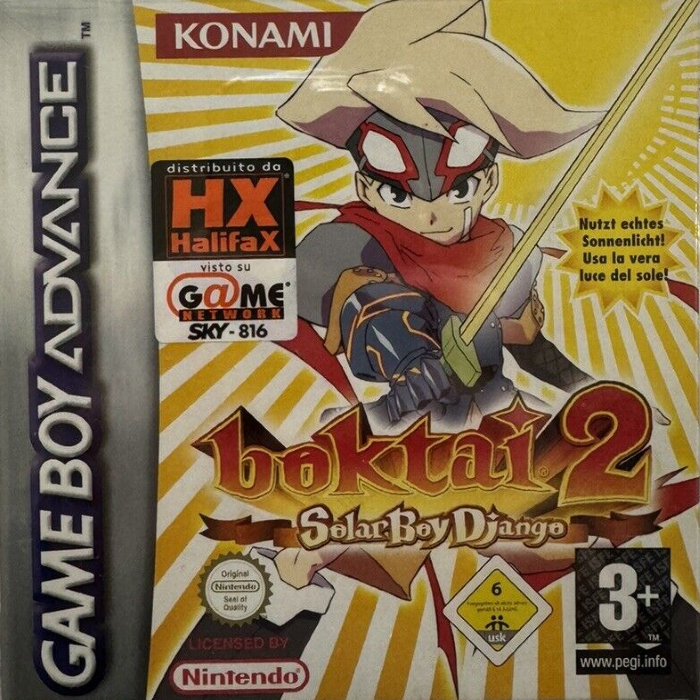 KONAMI
TM
GAME BOY ADVANCE
distribuito da
HX
HalifaX
visto su
G@ME
NETWORK
SKY-816
Nutzt echtes
Sonnenlicht!
Usa la vera
luce del sole!
boktai 2
Solar Boy Django
Original
Nintendo
Seal of
Quality
LICENSED BY
Nintendo
6
usk
3+
TM
www.pegi.info